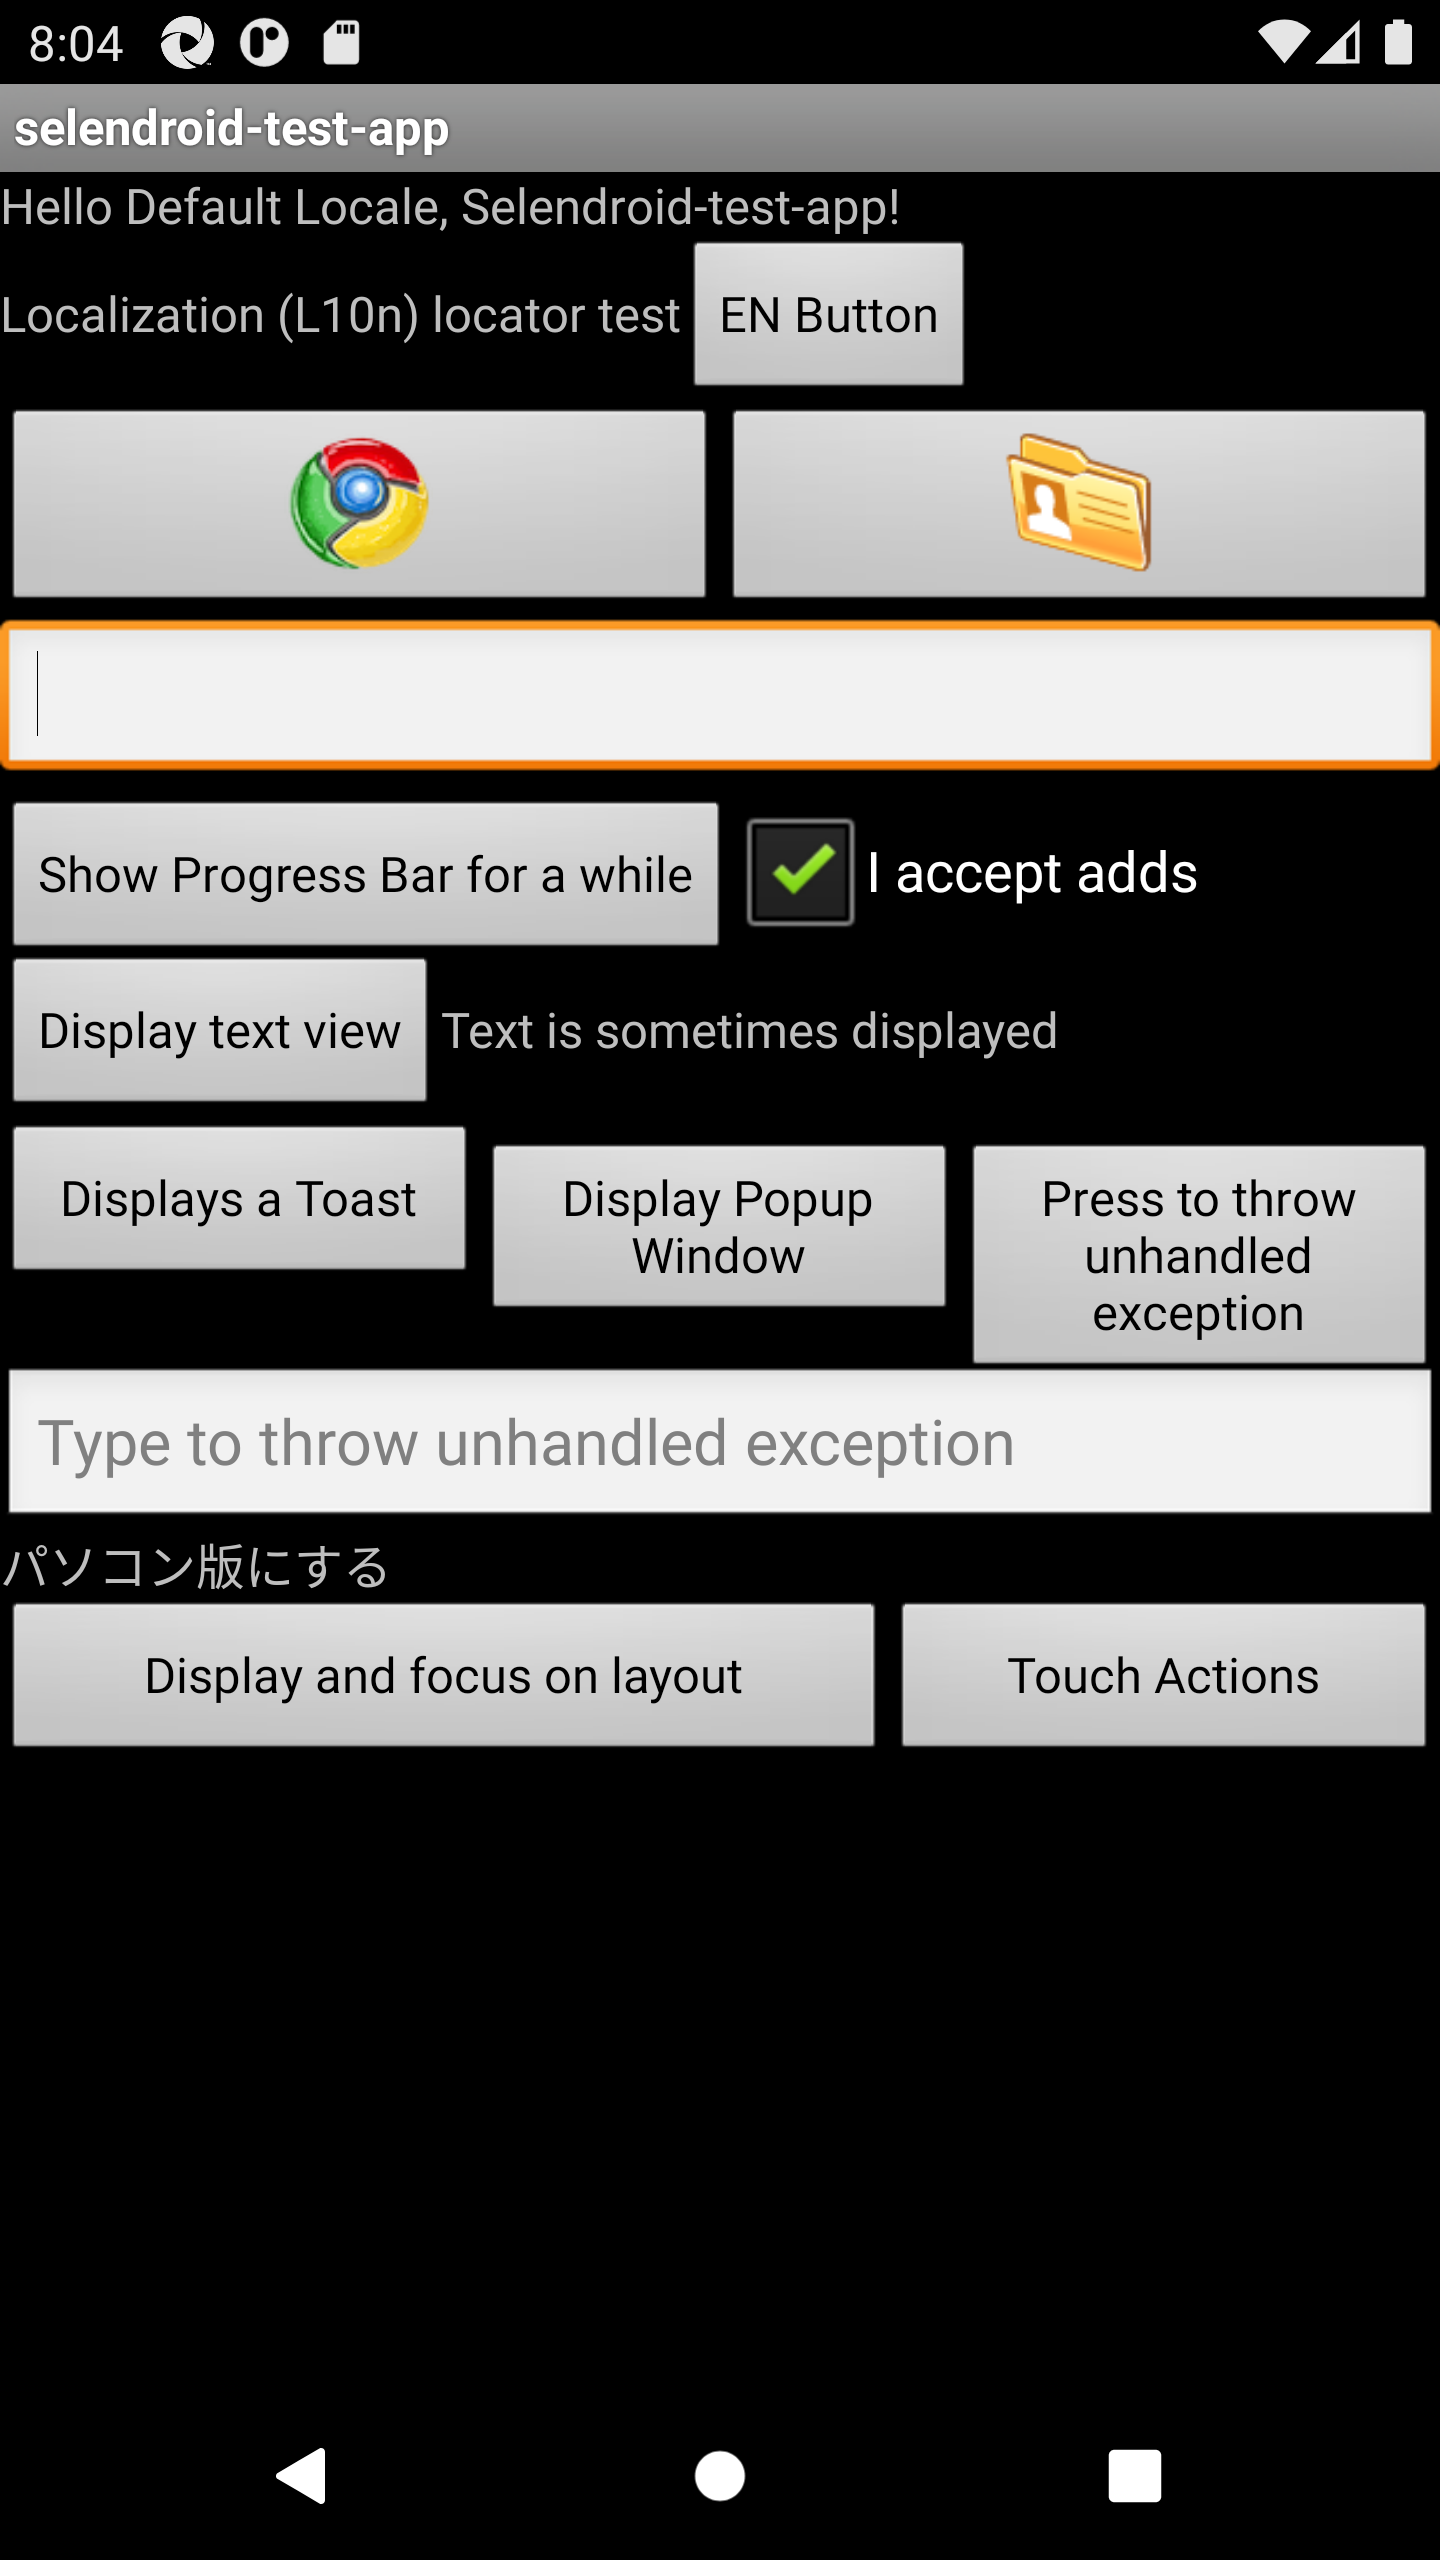 8:04
selendroid-test-app
Hello Default Locale, Selendroid-test-app!
Localization (L10n) locator test EN Button
Show Progress Bar for a while I accept adds
Display text view Text is sometimes displayed
Displays a Toast
Display Popup
Window
Press to throw
unhandled
exception
Type to throw unhandled exception
パソコン版にする
Display and focus on layout Touch Actions